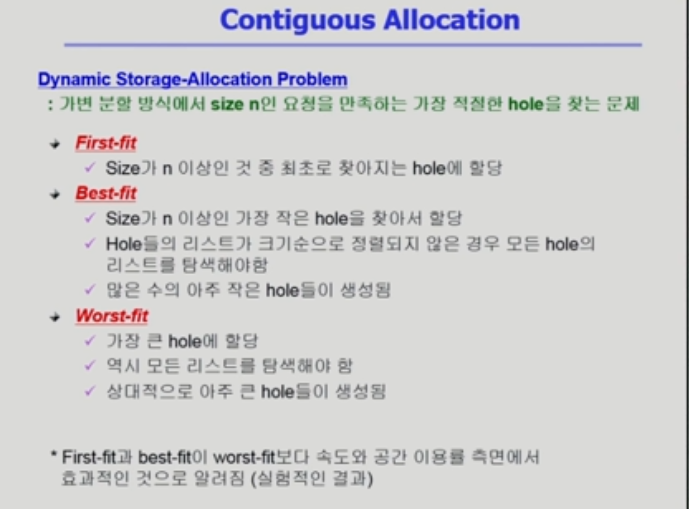 Contiguous Allocation
Dynamic Storage-Allocation Problem
: 가변 분할 방식에서 size n인 요청을 만족하는 가장 적절한 hole을 찾는 문제
First-fit
✓ Size가 n 이상인 것 중 최초로 찾아지는 hole에 할당
Best-fit
✓ Size가 n 이상인 가장 작은 hole을 찾아서 할당
✓ Hole들의 리스트가 크기순으로 정렬되지 않은 경우 모든 hole의
리스트를 탐색해야함
✓ 많은 수의 아주 작은 hole들이 생성됨
Worst-fit
✓ 가장 큰 hole에 할당
✓ 역시 모든 리스트를 탐색해야 함
✓ 상대적으로 아주 큰 hole들이 생성됨
* First-fit과 best-fit이 worst-fit보다 속도와 공간 이용률 측면에서
효과적인 것으로 알려짐 (실험적인 결과)